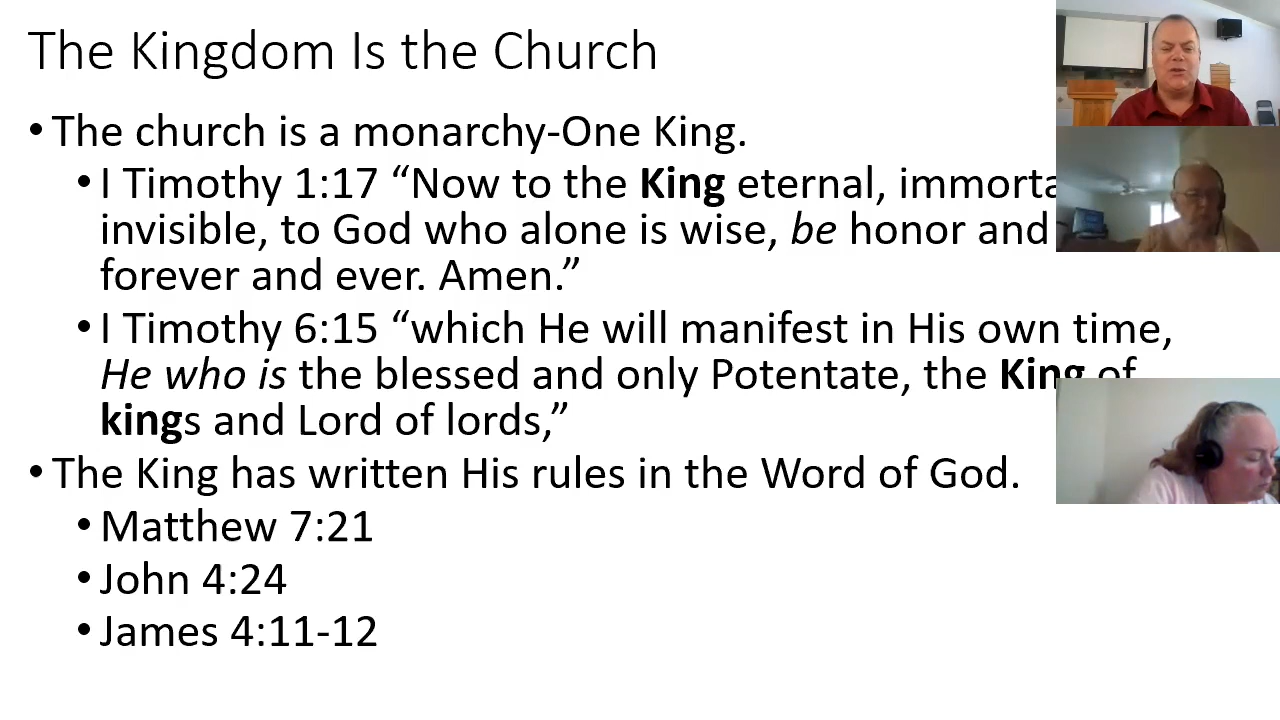 The Kingdom Is the Church
• The church is a monarchy-One King.
• I Timothy 1:17 “Now to the King eternal, immorta
invisible, to God who alone is wise, be honor and
forever and ever. Amen.”
• I Timothy 6:15 “which He will manifest in His own time,
He who is the blessed and only Potentate, the King of
kings and Lord of lords,”
• The King has written His rules in the Word of God.
• Matthew 7:21
• John 4:24
• James 4:11-12